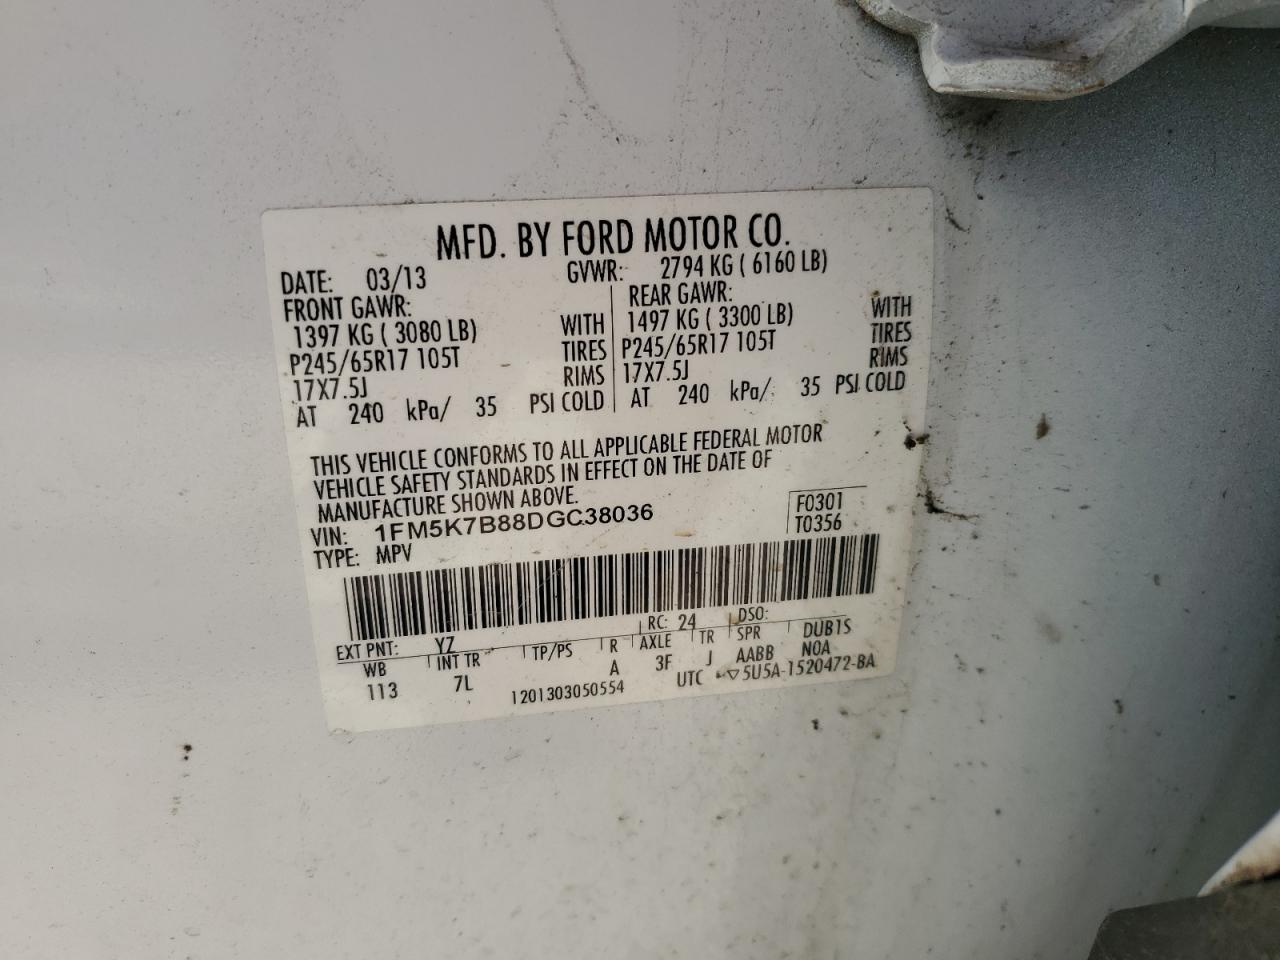 MFD. BY FORD MOTOR CO.
DATE: 03/13 GVWR: 2794 KG ( 6160 LB)
FRONT GAWR: REAR GAWR:
1397 KG ( 3080 LB) WITH 1497 KG ( 3300 LB) WITH
P245/65R17 105T TIRES P245/65R17 105T TIRES
17X7.5J RIMS 17X7.5J RIMS
AT 240 kPa/ 35 PSI COLD AT 240 kPa/ 35 PSI COLD
THIS VEHICLE CONFORMS TO ALL APPLICABLE FEDERAL MOTOR
VEHICLE SAFETY STANDARDS IN EFFECT ON THE DATE OF
MANUFACTURE SHOWN ABOVE.
F0301
VIN: 1FM5K7B88DGC38036
T0356
TYPE: MPV
RC: 24 DSO:
EXT PNT: YZ
WB INT TR TP/PS R AXLE TR SPR DUB1S
113 7L A 3F J AABB NOA
1201303050554 UTC 5U5A-1520472-BA